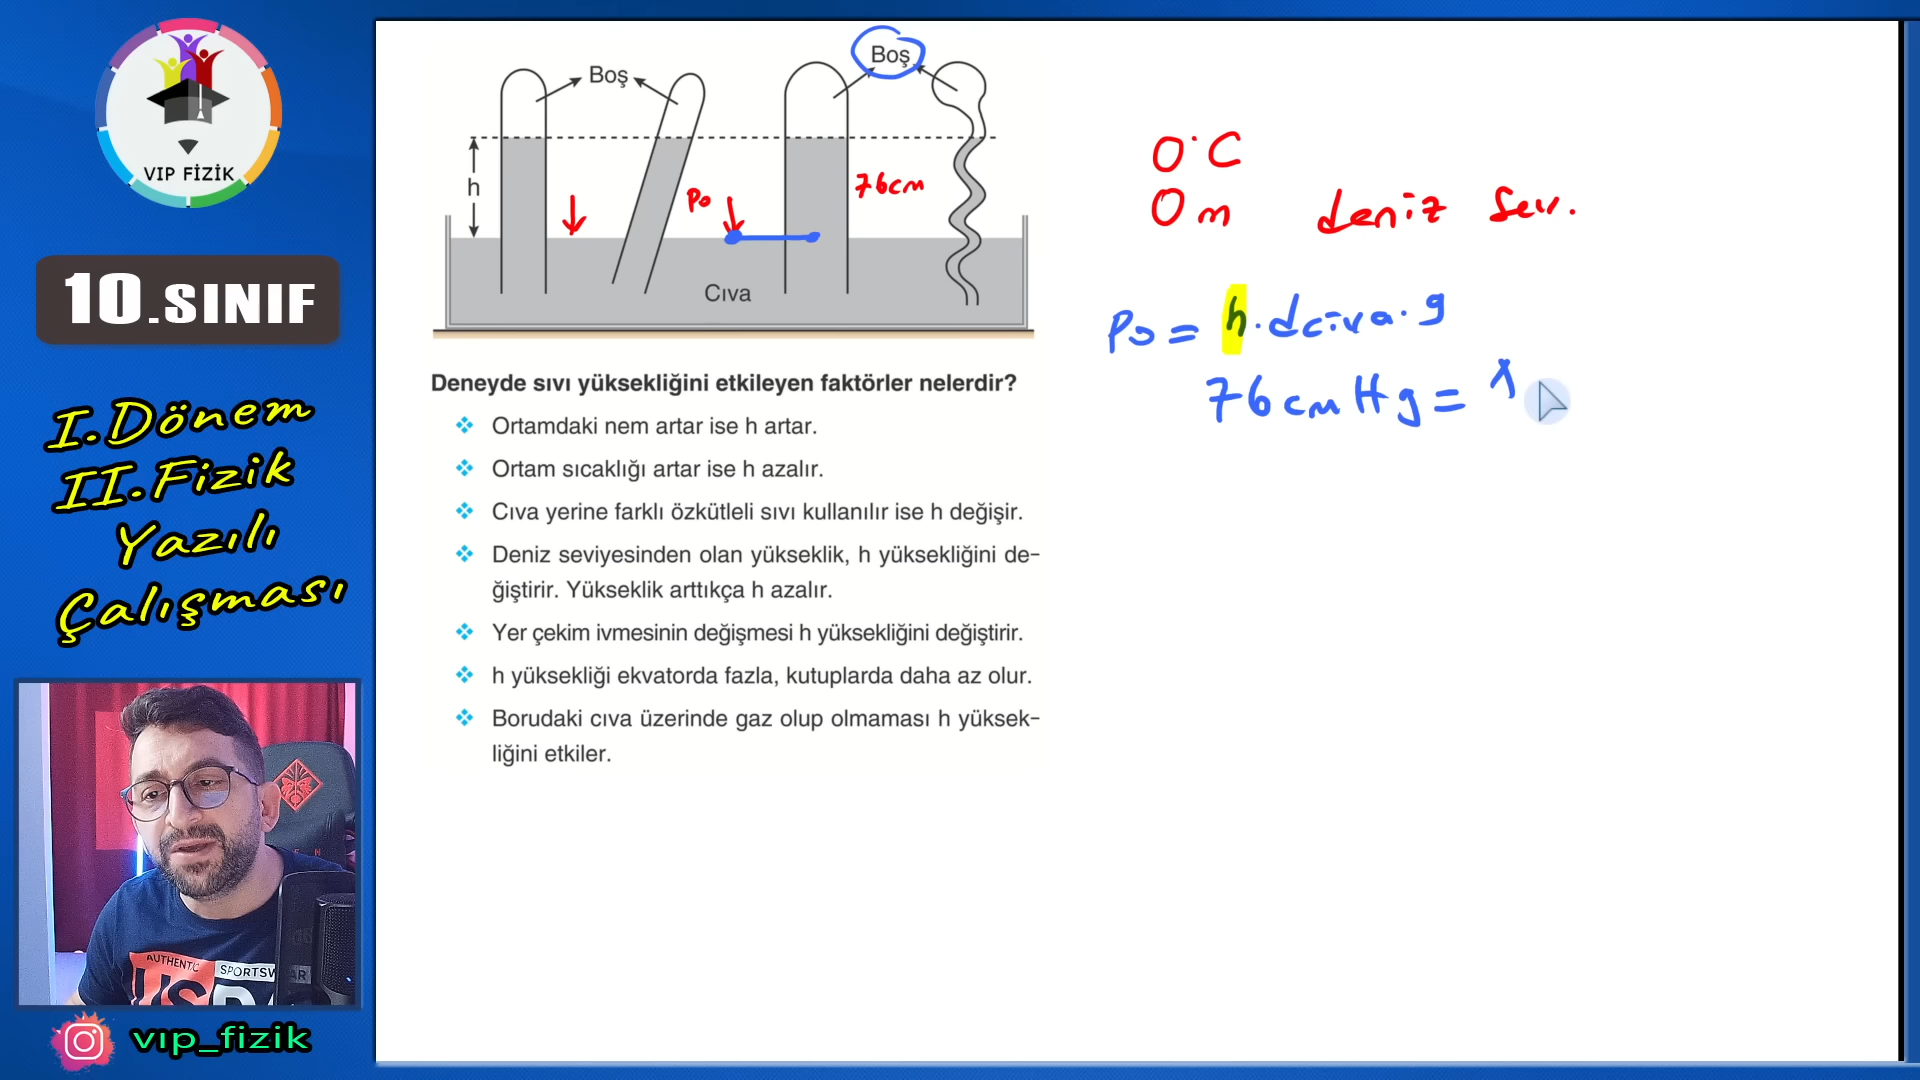 VIP FİZİK
10.SINIF
I.Dönem
II.Fizik
Yazılı
Çalışması
AUTHENTIC
SPORTSWEAR
vıp_fizik
Boş
Boş
h
Po
76cm
Cıva
Deneyde sıvı yüksekliğini etkileyen faktörler nelerdir?
Ortamdaki nem artar ise h artar.
Ortam sıcaklığı artar ise h azalır.
Cıva yerine farklı özkütleli sıvı kullanılır ise h değişir.
Deniz seviyesinden olan yükseklik, h yüksekliğini de-
ğiştirir. Yükseklik arttıkça h azalır.
Yer çekim ivmesinin değişmesi h yüksekliğini değiştirir.
h yüksekliği ekvatorda fazla, kutuplarda daha az olur.
Borudaki cıva üzerinde gaz olup olmaması h yüksek-
liğini etkiler.
0°C
0m deniz sev.
Po = h.dciva.g
76cmHg = 1